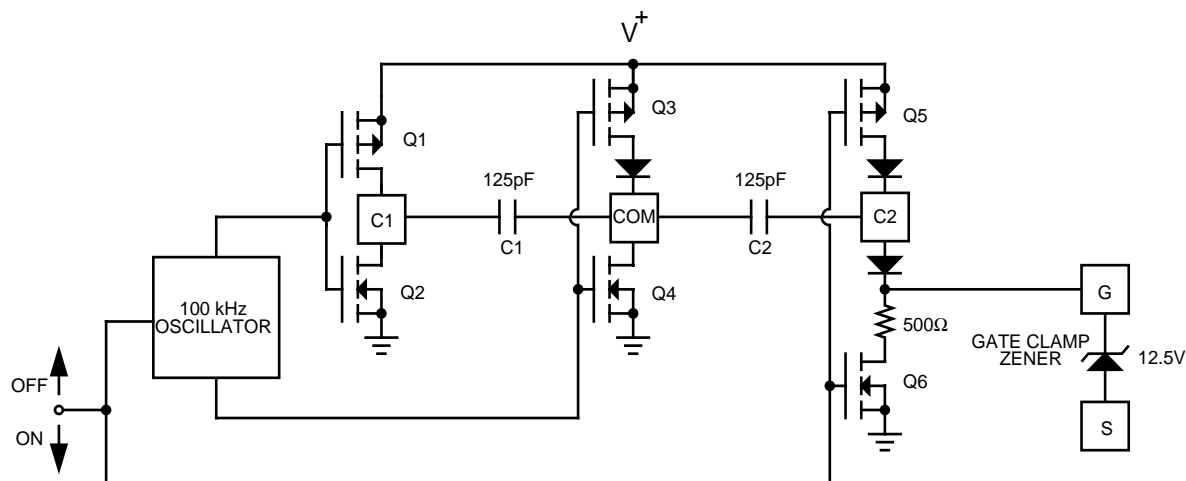 V+
Q1
Q3
Q5
125pF
125pF
C1
COM
C2
C1
C2
Q2
Q4
100 kHz
OSCILLATOR
500Ω
G
GATE CLAMP
ZENER
12.5V
Q6
OFF
ON
S